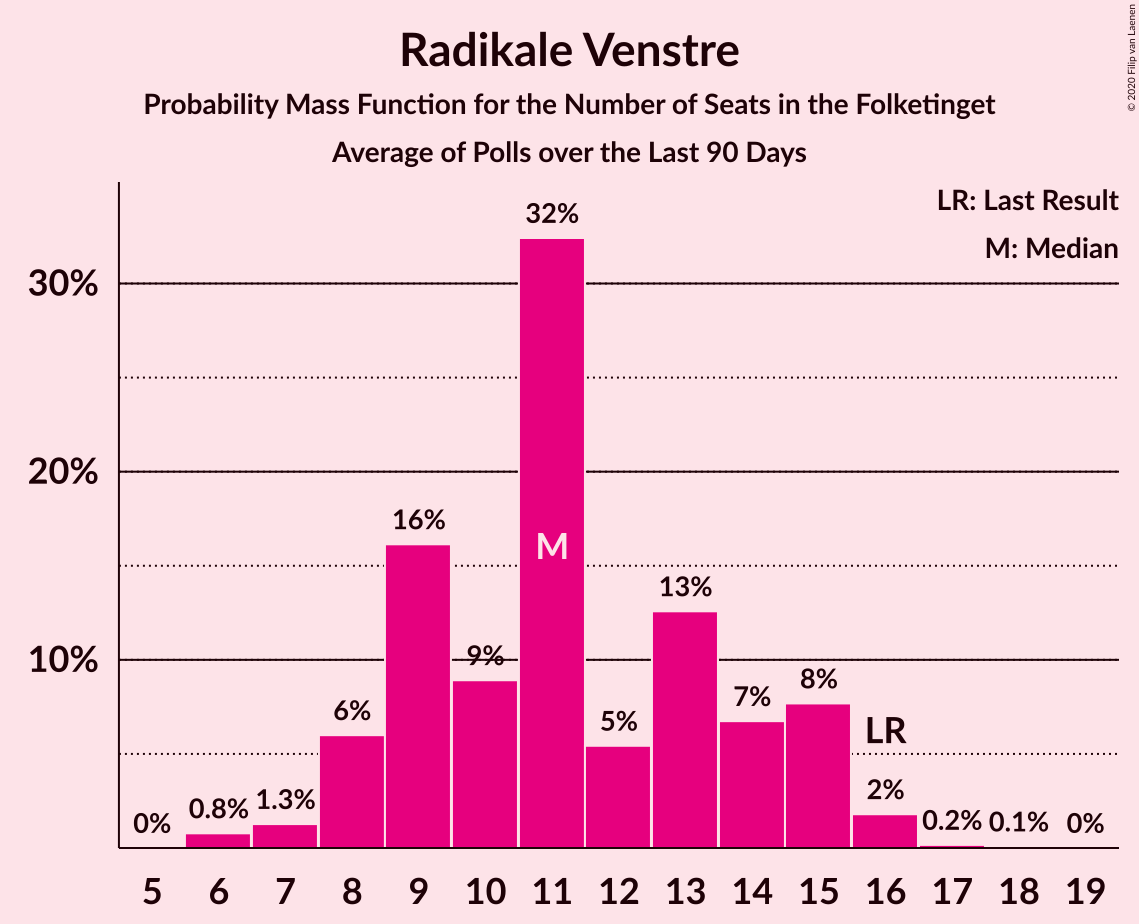 Radikale Venstre
Probability Mass Function for the Number of Seats in the Folketinget
Average of Polls over the Last 90 Days
© 2020 Filip van Laenen
LR: Last Result
M: Median
30%
20%
10%
0%
0.8%
1.3%
6%
16%
9%
32%
M
5%
13%
7%
8%
LR
2%
0.2%
0.1%
0%
5 6 7 8 9 10 11 12 13 14 15 16 17 18 19